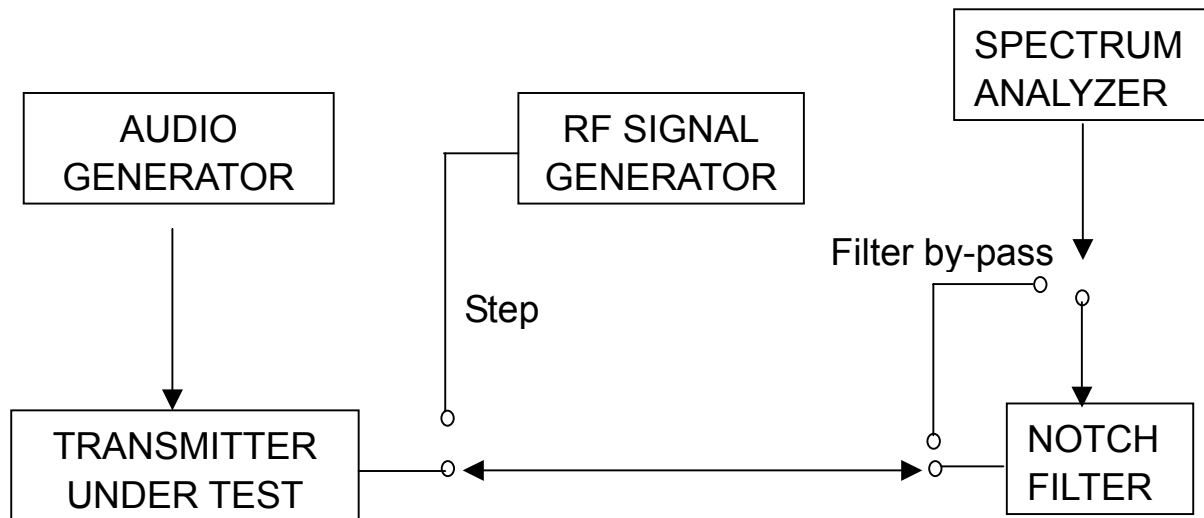 SPECTRUM
ANALYZER
AUDIO
GENERATOR
RF SIGNAL
GENERATOR
Filter by-pass
Step
TRANSMITTER
UNDER TEST
NOTCH
FILTER